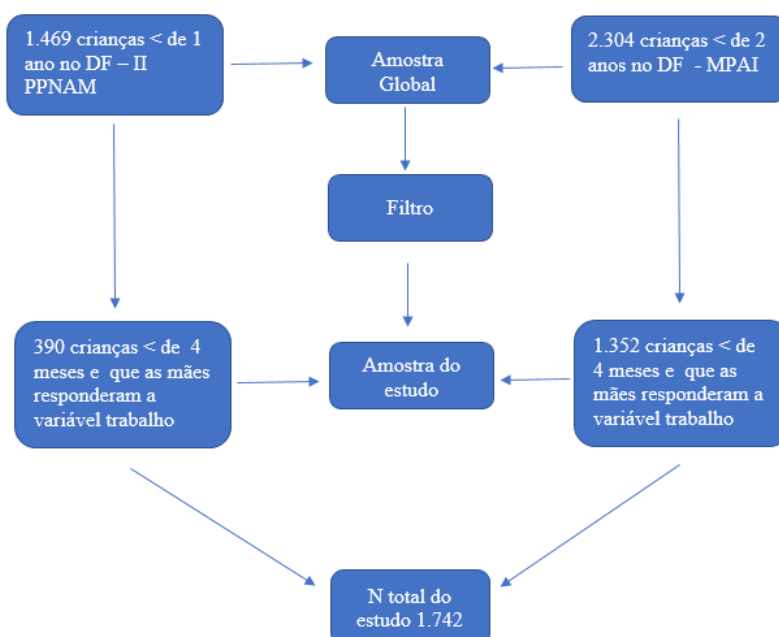 1.469 crianças < de 1
ano no DF – II
PPNAM
Amostra
Global
2.304 crianças < de 2
anos no DF - MPAI
Filtro
390 crianças < de 4
meses e que as mães
responderam a
variável trabalho
Amostra do
estudo
1.352 crianças < de
4 meses e que as
mães responderam a
variável trabalho
N total do
estudo 1.742